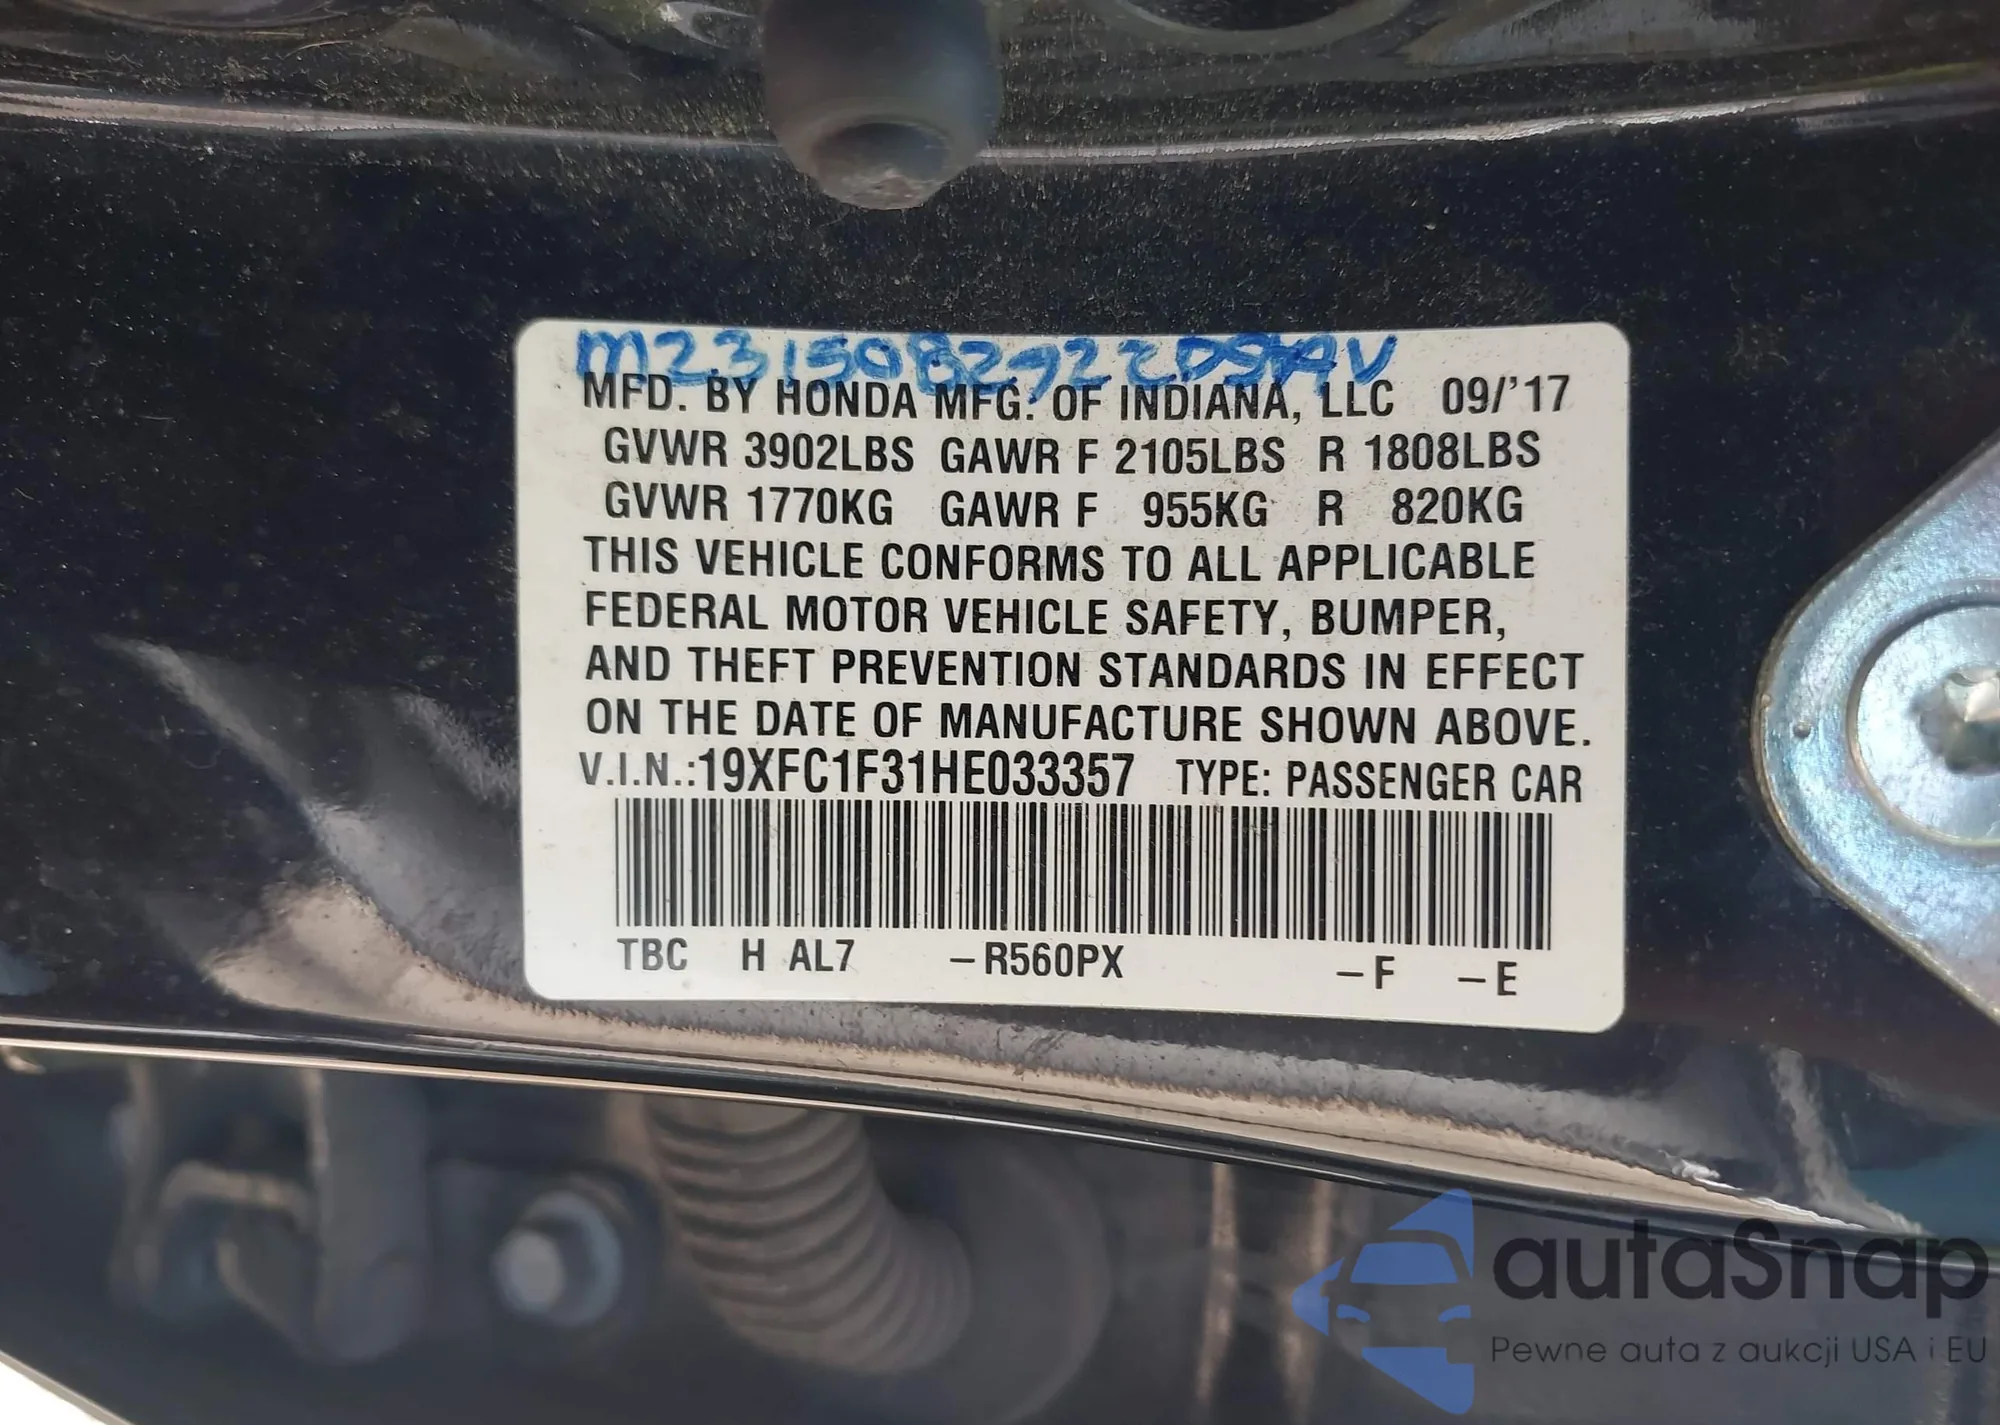 MFD. BY HONDA MFG. OF INDIANA, LLC 09/'17
GVWR 3902LBS GAWR F 2105LBS R 1808LBS
GVWR 1770KG GAWR F 955KG R 820KG
THIS VEHICLE CONFORMS TO ALL APPLICABLE
FEDERAL MOTOR VEHICLE SAFETY, BUMPER,
AND THEFT PREVENTION STANDARDS IN EFFECT
ON THE DATE OF MANUFACTURE SHOWN ABOVE.
V.I.N.:19XFC1F31HE033357 TYPE: PASSENGER CAR
TBC H AL7 -R560PX -F -E
autaSnap
Pewne auta z aukcji USA i EU